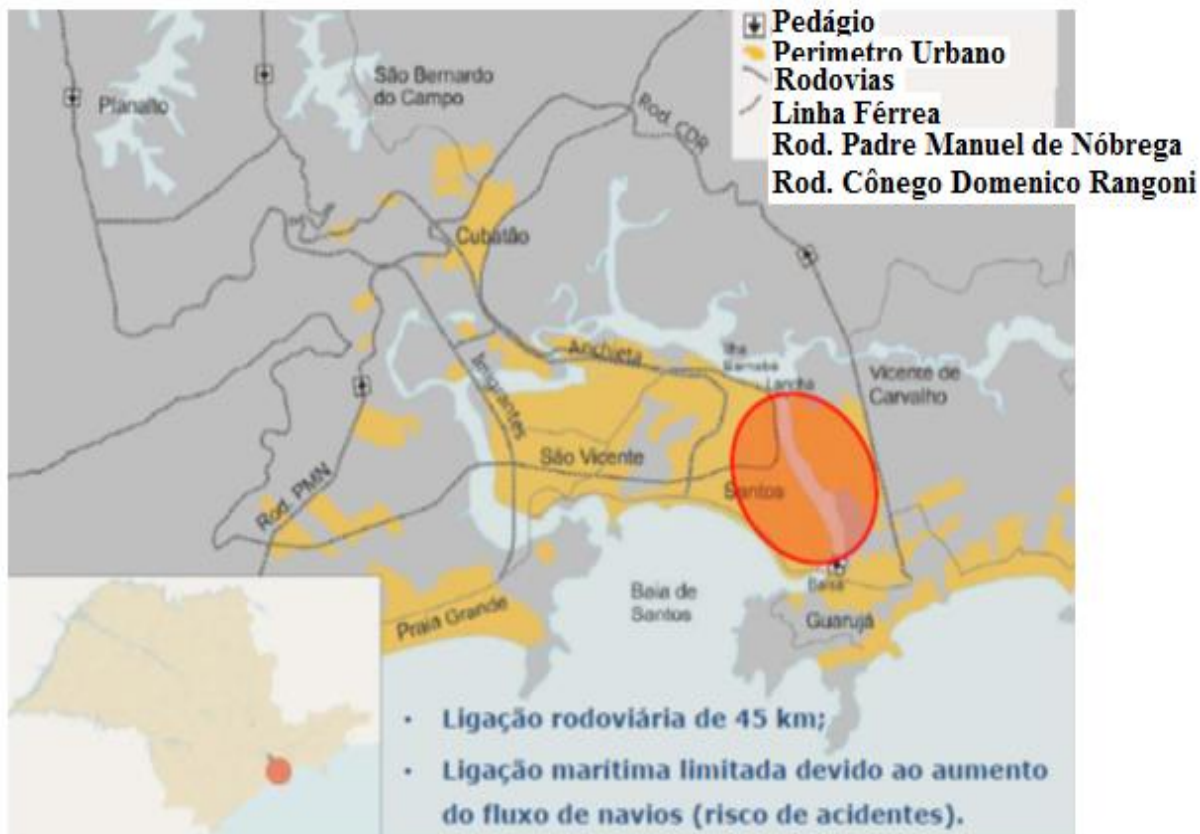 Pedágio
Perimetro Urbano
Rodovias
Linha Férrea
Rod. Padre Manuel de Nóbrega
Rod. Cônego Domenico Rangoni
São Bernardo
do Campo
Planalto
Rod. CDR
Cubatão
Anchieta
Imigrantes
Ilha
Barnabé
Lancha
Vicente de
Carvalho
São Vicente
Santos
Rod. PMN
Balsa
Baia de
Santos
Guarujá
Praia Grande
• Ligação rodoviária de 45 km;
• Ligação marítima limitada devido ao aumento
do fluxo de navios (risco de acidentes).